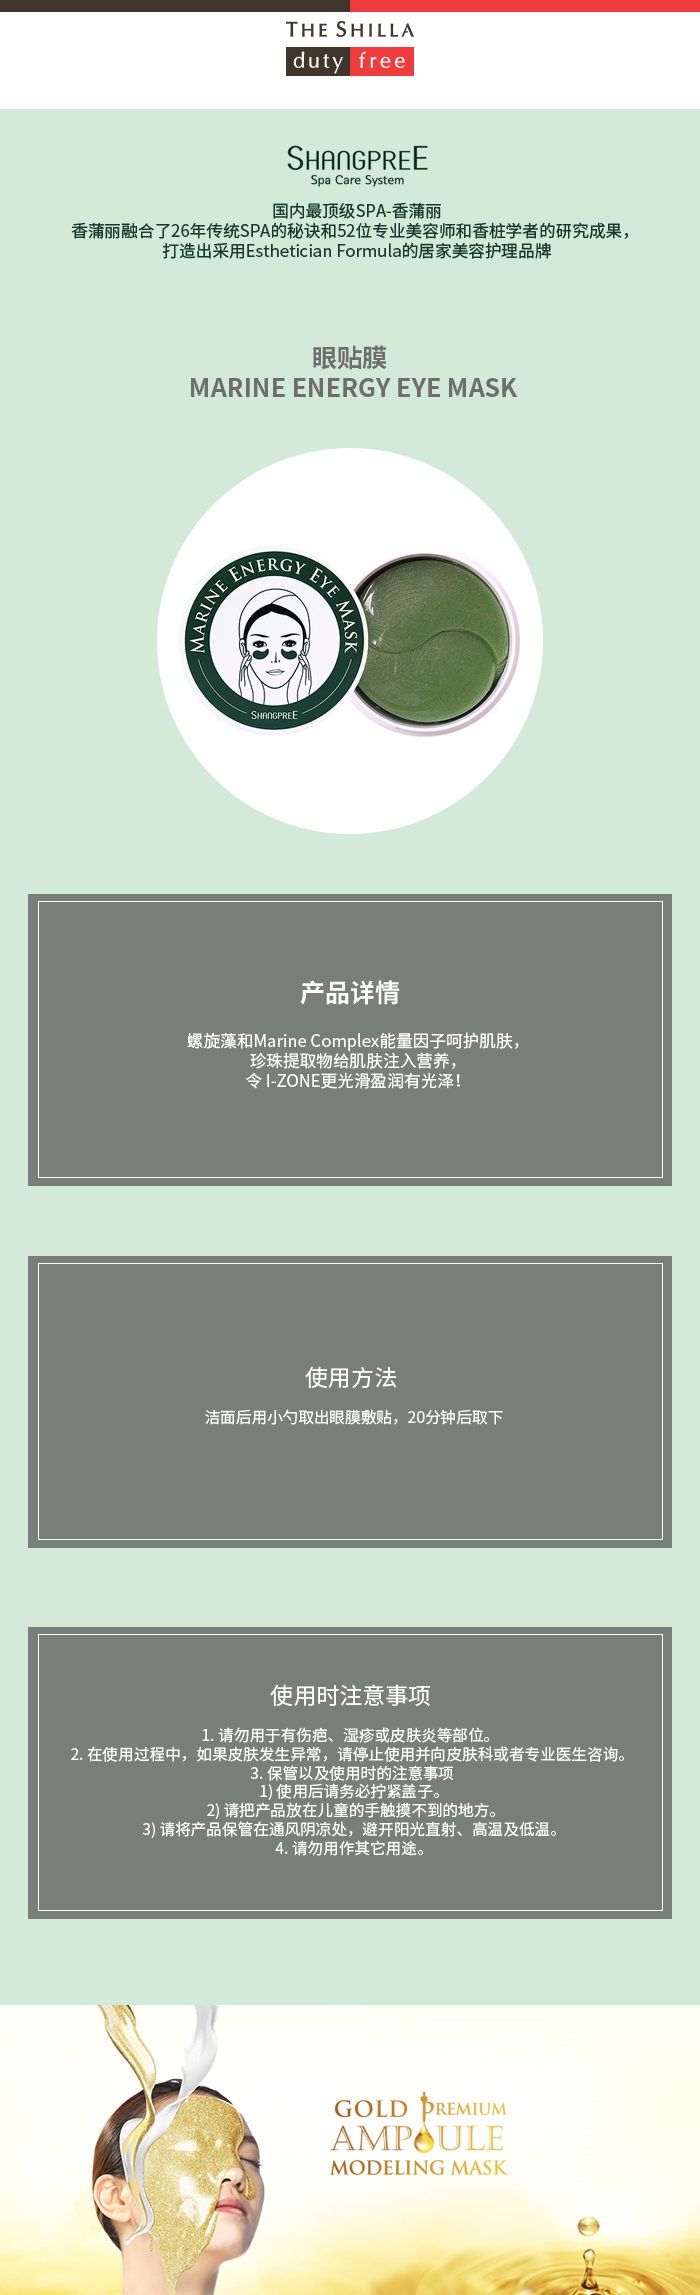 THE SHILLA
duty free
SHANGPREE
Spa Care System
国内最顶级SPA-香蒲丽
香蒲丽融合了26年传统SPA的秘诀和52位专业美容师和香桩学者的研究成果，
打造出采用Esthetician Formula的居家美容护理品牌
眼贴膜
MARINE ENERGY EYE MASK
MARINE ENERGY EYE MASK
SHANGPREE
产品详情
螺旋藻和Marine Complex能量因子呵护肌肤，
珍珠提取物给肌肤注入营养，
令 I-ZONE更光滑盈润有光泽！
使用方法
洁面后用小勺取出眼膜敷贴，20分钟后取下
使用时注意事项
1. 请勿用于有伤疤、湿疹或皮肤炎等部位。
2. 在使用过程中，如果皮肤发生异常，请停止使用并向皮肤科或者专业医生咨询。
3. 保管以及使用时的注意事项
1) 使用后请务必拧紧盖子。
2) 请把产品放在儿童的手触摸不到的地方。
3) 请将产品保管在通风阴凉处，避开阳光直射、高温及低温。
4. 请勿用作其它用途。
GOLD PREMIUM
AMPOULE
MODELING MASK